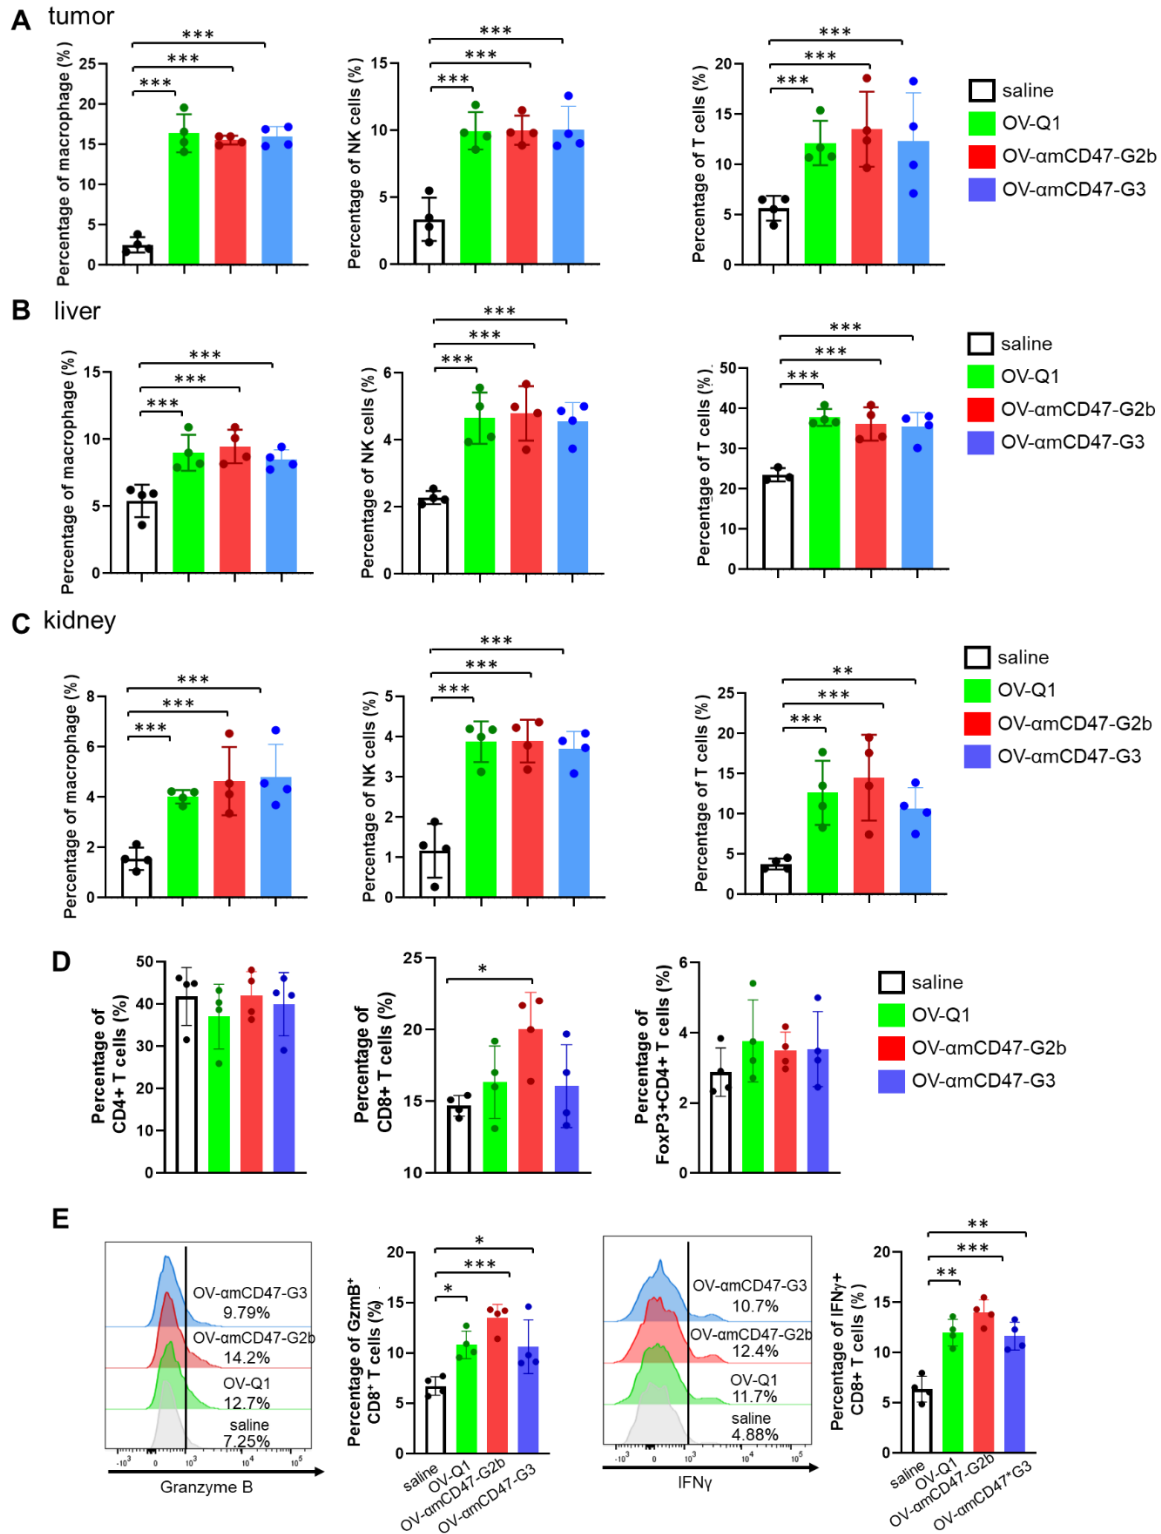 A tumor
Percentage of macrophage (%)
25
20
15
10
5
0
***
***
***
Percentage of NK cells (%)
15
10
5
0
***
***
***
Percentage of T cells (%)
20
15
10
5
0
***
***
***
saline
OV-Q1
OV-αmCD47-G2b
OV-αmCD47-G3
B liver
Percentage of macrophage (%)
15
10
5
0
***
***
***
Percentage of NK cells (%)
6
4
2
0
***
***
***
Percentage of T cells (%).
50
40
30
20
10
0
***
***
***
saline
OV-Q1
OV-αmCD47-G2b
OV-αmCD47-G3
C kidney
Percentage of macrophage (%)
8
6
4
2
0
***
***
***
Percentage of NK cells (%)
5
4
3
2
1
0
***
***
***
Percentage of T cells (%)
25
20
15
10
5
0
**
***
***
saline
OV-Q1
OV-αmCD47-G2b
OV-αmCD47-G3
D
Percentage of
CD4+ T cells (%)
50
40
30
20
10
0
Percentage of
CD8+ T cells (%)
25
20
15
10
*
Percentage of
FoxP3+CD4+ T cells (%)
6
4
2
0
saline
OV-Q1
OV-αmCD47-G2b
OV-αmCD47-G3
E
OV-αmCD47-G3
9.79%
OV-αmCD47-G2b
14.2%
OV-Q1
12.7%
saline
7.25%
-10³ 0 10³ 10⁴ 10⁵
Granzyme B
Percentage of GzmB⁺
CD8⁺ T cells (%)
20
15
10
5
0
*
***
*
saline
OV-Q1
OV-αmCD47-G2b
OV-αmCD47-G3
OV-αmCD47-G3
10.7%
OV-αmCD47-G2b
12.4%
OV-Q1
11.7%
saline
4.88%
-10³ 0 10³ 10⁴ 10⁵
IFNγ
Percentage of IFNγ+
CD8+ T cells (%)
20
15
10
5
0
**
***
**
saline
OV-Q1
OV-αmCD47-G2b
OV-αmCD47*G3